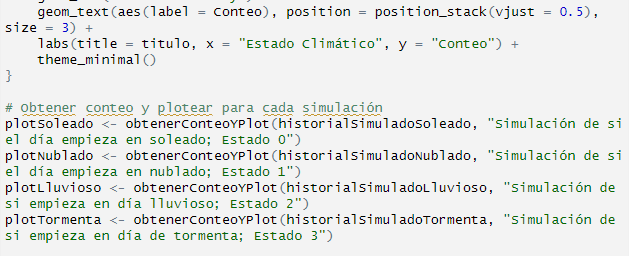 geom_text(aes(label = Conteo), position = position_stack(vjust = 0.5),
size = 3) +
labs(title = titulo, x = "Estado Climático", y = "Conteo") +
theme_minimal()
}
# Obtener conteo y plotear para cada simulación
plotSoleado <- obtenerConteoYPlot(historialSimuladoSoleado, "Simulación de si
el día empieza en soleado; Estado 0")
plotNublado <- obtenerConteoYPlot(historialSimuladoNublado, "Simulación de si
el día empieza en nublado; Estado 1")
plotLluvioso <- obtenerConteoYPlot(historialSimuladoLluvioso, "Simulación de
si empieza en día lluvioso; Estado 2")
plotTormenta <- obtenerConteoYPlot(historialSimuladoTormenta, "Simulación de
si empieza en día de tormenta; Estado 3")